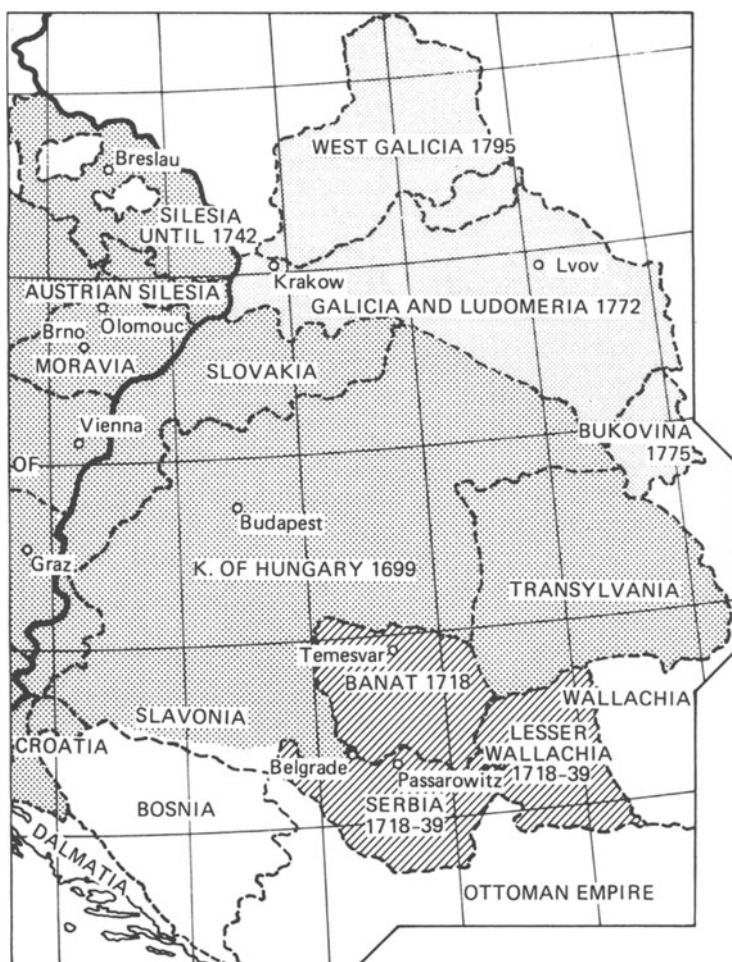 WEST GALICIA 1795
Breslau
SILESIA
UNTIL 1742
Krakow
Lvov
AUSTRIAN SILESIA
GALICIA AND LUDOMERIA 1772
Olomouc
Brno
MORAVIA
SLOVAKIA
Vienna
BUKOVINA
1775
OF
Budapest
Graz
K. OF HUNGARY 1699
TRANSYLVANIA
Temesvar
BANAT 1718
WALLACHIA
SLAVONIA
LESSER
WALLACHIA
1718-39
CROATIA
Belgrade
Passarowitz
SERBIA
1718-39
BOSNIA
DALMATIA
OTTOMAN EMPIRE